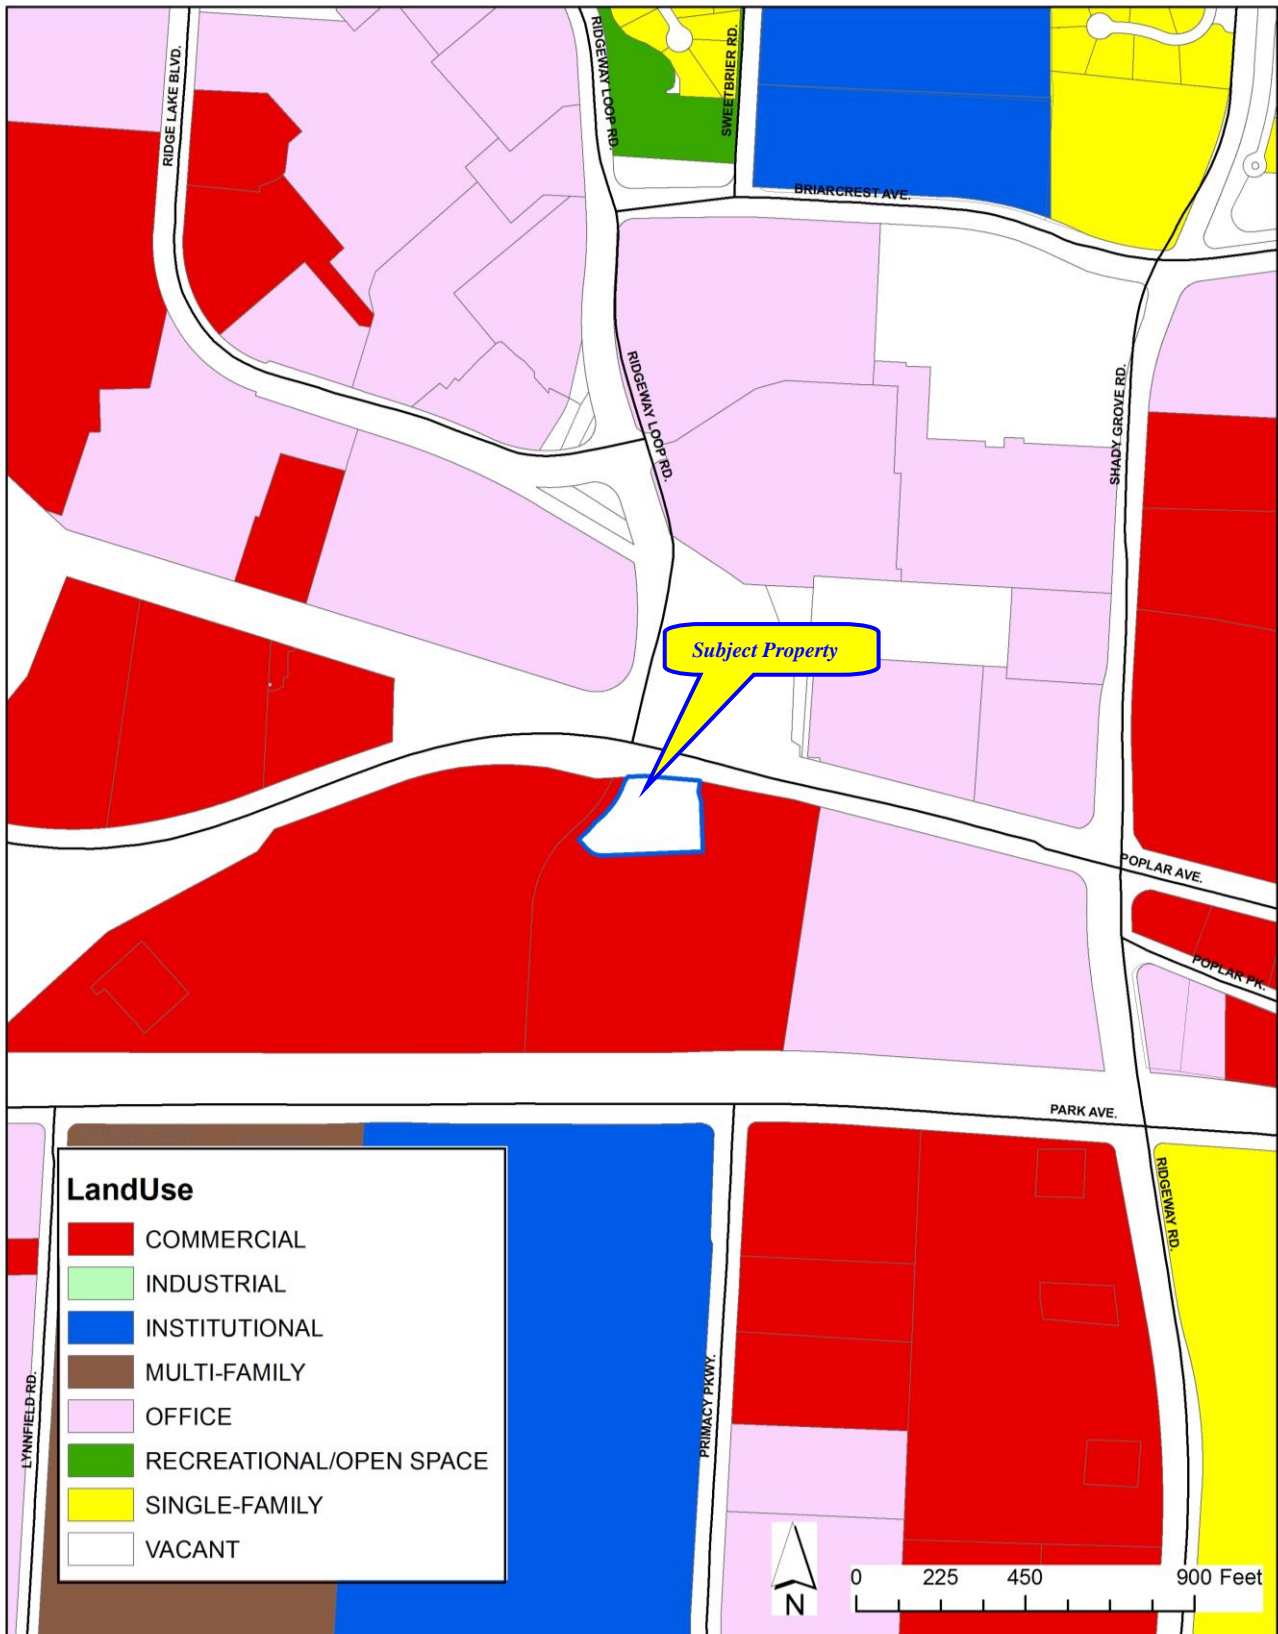 RIDGE LAKE BLVD.
RIDGEWAY LOOP RD.
SWEETBRIER RD.
BRIARCREST AVE.
RIDGEWAY LOOP RD.
SHADY GROVE RD.
Subject Property
POPLAR AVE.
POPLAR PK.
PARK AVE.
RIDGEWAY RD.
PRIMACY PKWY.
LYNNFIELD RD.
LandUse
COMMERCIAL
INDUSTRIAL
INSTITUTIONAL
MULTI-FAMILY
OFFICE
RECREATIONAL/OPEN SPACE
SINGLE-FAMILY
VACANT
N
0 225 450 900 Feet